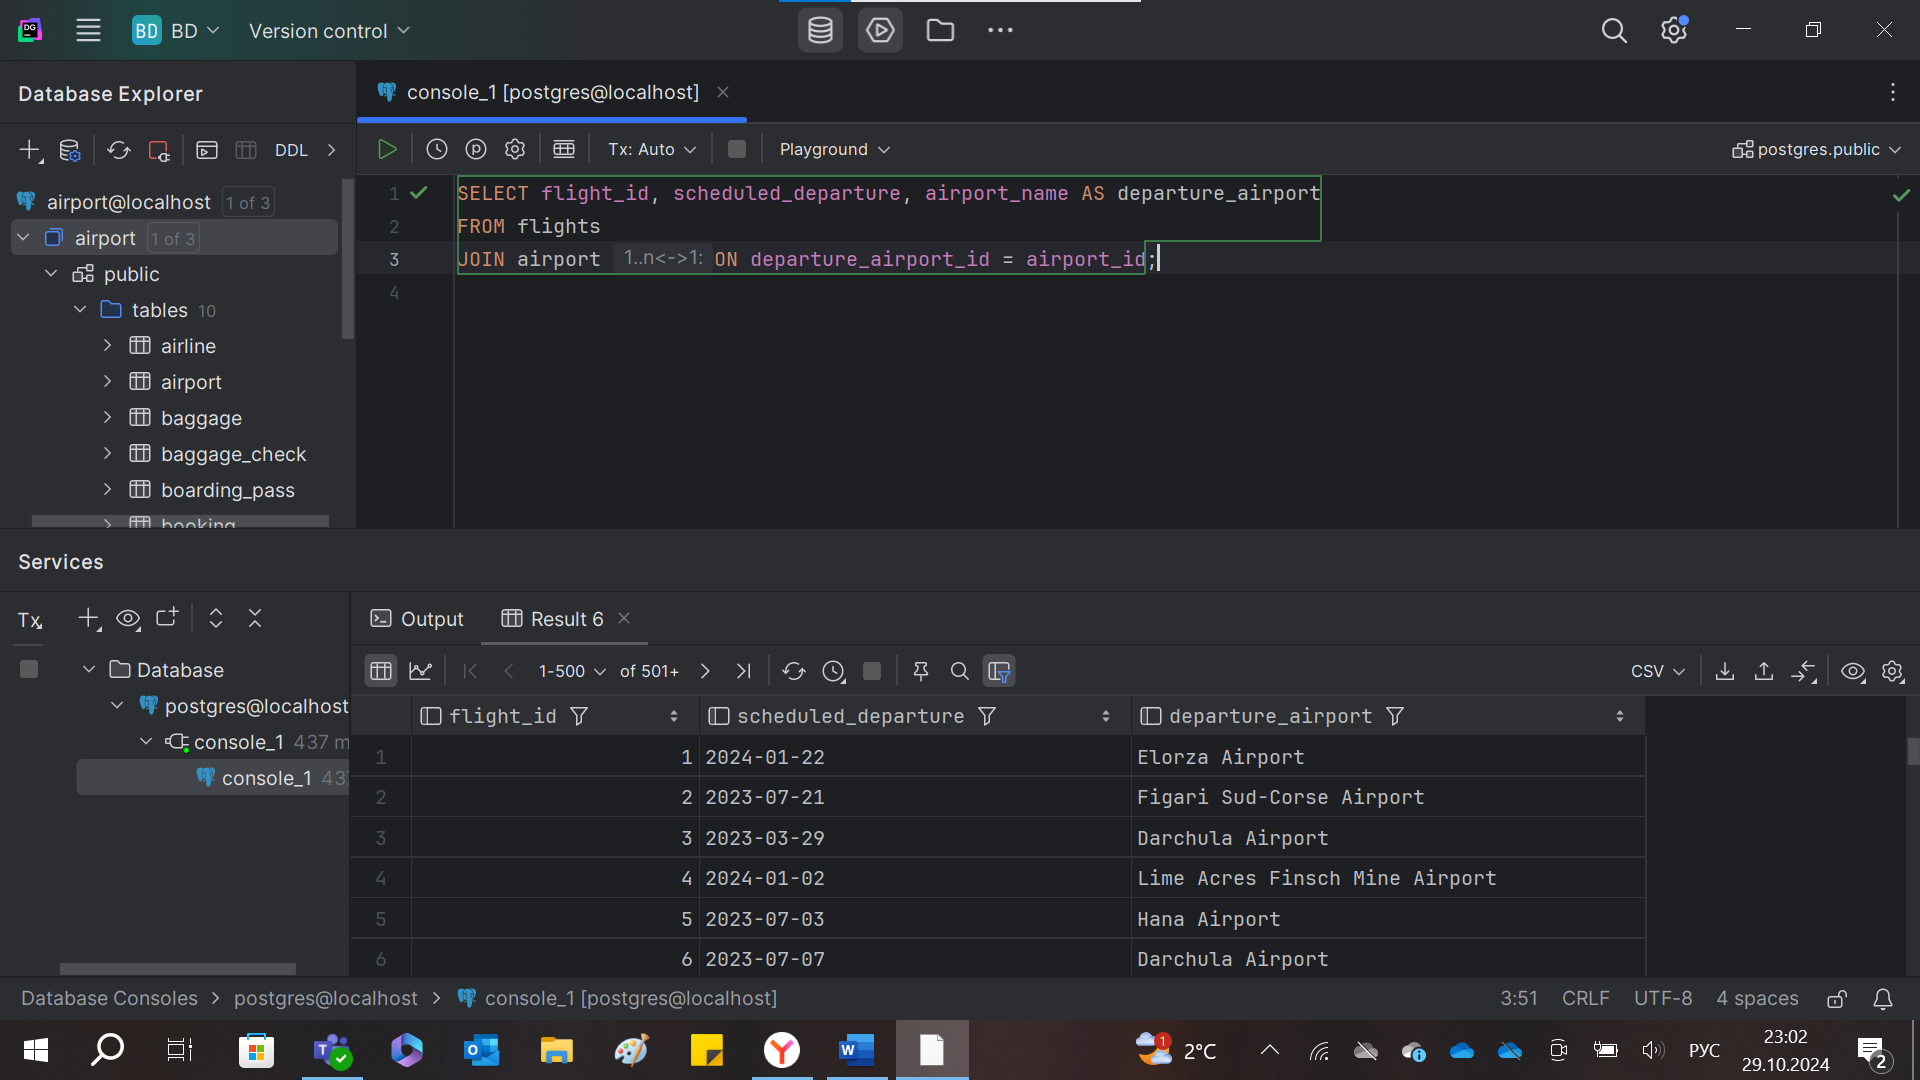 DG
BD BD
Version control
Database Explorer
console_1 [postgres@localhost]
DDL
Tx: Auto
Playground
postgres.public
airport@localhost 1 of 3
airport 1 of 3
public
tables 10
airline
airport
baggage
baggage_check
boarding_pass
booking
1 SELECT flight_id, scheduled_departure, airport_name AS departure_airport
2 FROM flights
3 JOIN airport 1..n<->1: ON departure_airport_id = airport_id;
4
Services
Tx
Database
postgres@localhost
console_1 437 m
console_1 437
Output
Result 6
1-500 of 501+
CSV
flight_id scheduled_departure departure_airport
1 1 2024-01-22 Elorza Airport
2 2 2023-07-21 Figari Sud-Corse Airport
3 3 2023-03-29 Darchula Airport
4 4 2024-01-02 Lime Acres Finsch Mine Airport
5 5 2023-07-03 Hana Airport
6 6 2023-07-07 Darchula Airport
Database Consoles > postgres@localhost > console_1 [postgres@localhost]
3:51 CRLF UTF-8 4 spaces
1 2°C
РУС
23:02
29.10.2024
2